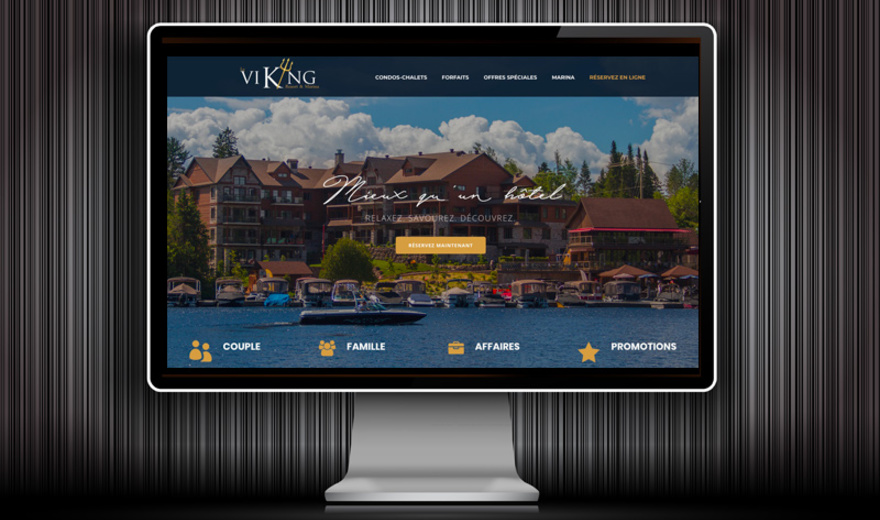 VIKING
Resort & Marina
CONDOS-CHALETS
FORFAITS
OFFRES SPÉCIALES
MARINA
RÉSERVEZ EN LIGNE
Mieux qu'un hôtel
RELAXEZ. SAVOUREZ. DÉCOUVREZ.
RÉSERVEZ MAINTENANT
COUPLE
FAMILLE
AFFAIRES
PROMOTIONS